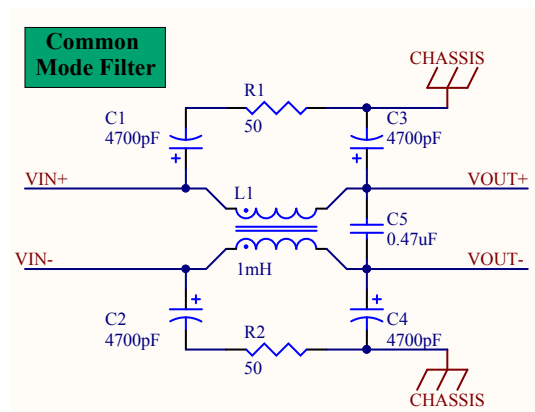 Common
Mode Filter
CHASSIS
R1
50
C1
4700pF
+
C3
4700pF
+
VIN+
L1
VOUT+
C5
0.47uF
VIN-
1mH
VOUT-
+
C2
4700pF
+
C4
4700pF
R2
50
CHASSIS